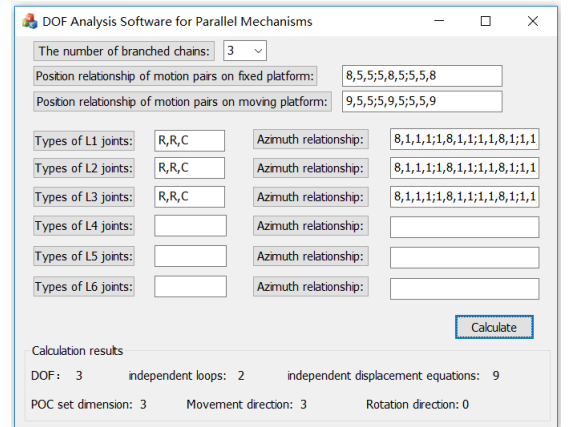 DOF Analysis Software for Parallel Mechanisms
The number of branched chains: 3
Position relationship of motion pairs on fixed platform: 8,5,5;5,8,5;5,5,8
Position relationship of motion pairs on moving platform: 9,5,5;5,9,5;5,5,9
Types of L1 joints: R,R,C Azimuth relationship: 8,1,1,1;1,8,1,1;1,1,8,1;1,1
Types of L2 joints: R,R,C Azimuth relationship: 8,1,1,1;1,8,1,1;1,1,8,1;1,1
Types of L3 joints: R,R,C Azimuth relationship: 8,1,1,1;1,8,1,1;1,1,8,1;1,1
Types of L4 joints: Azimuth relationship:
Types of L5 joints: Azimuth relationship:
Types of L6 joints: Azimuth relationship:
Calculate
Calculation results
DOF: 3 independent loops: 2 independent displacement equations: 9
POC set dimension: 3 Movement direction: 3 Rotation direction: 0